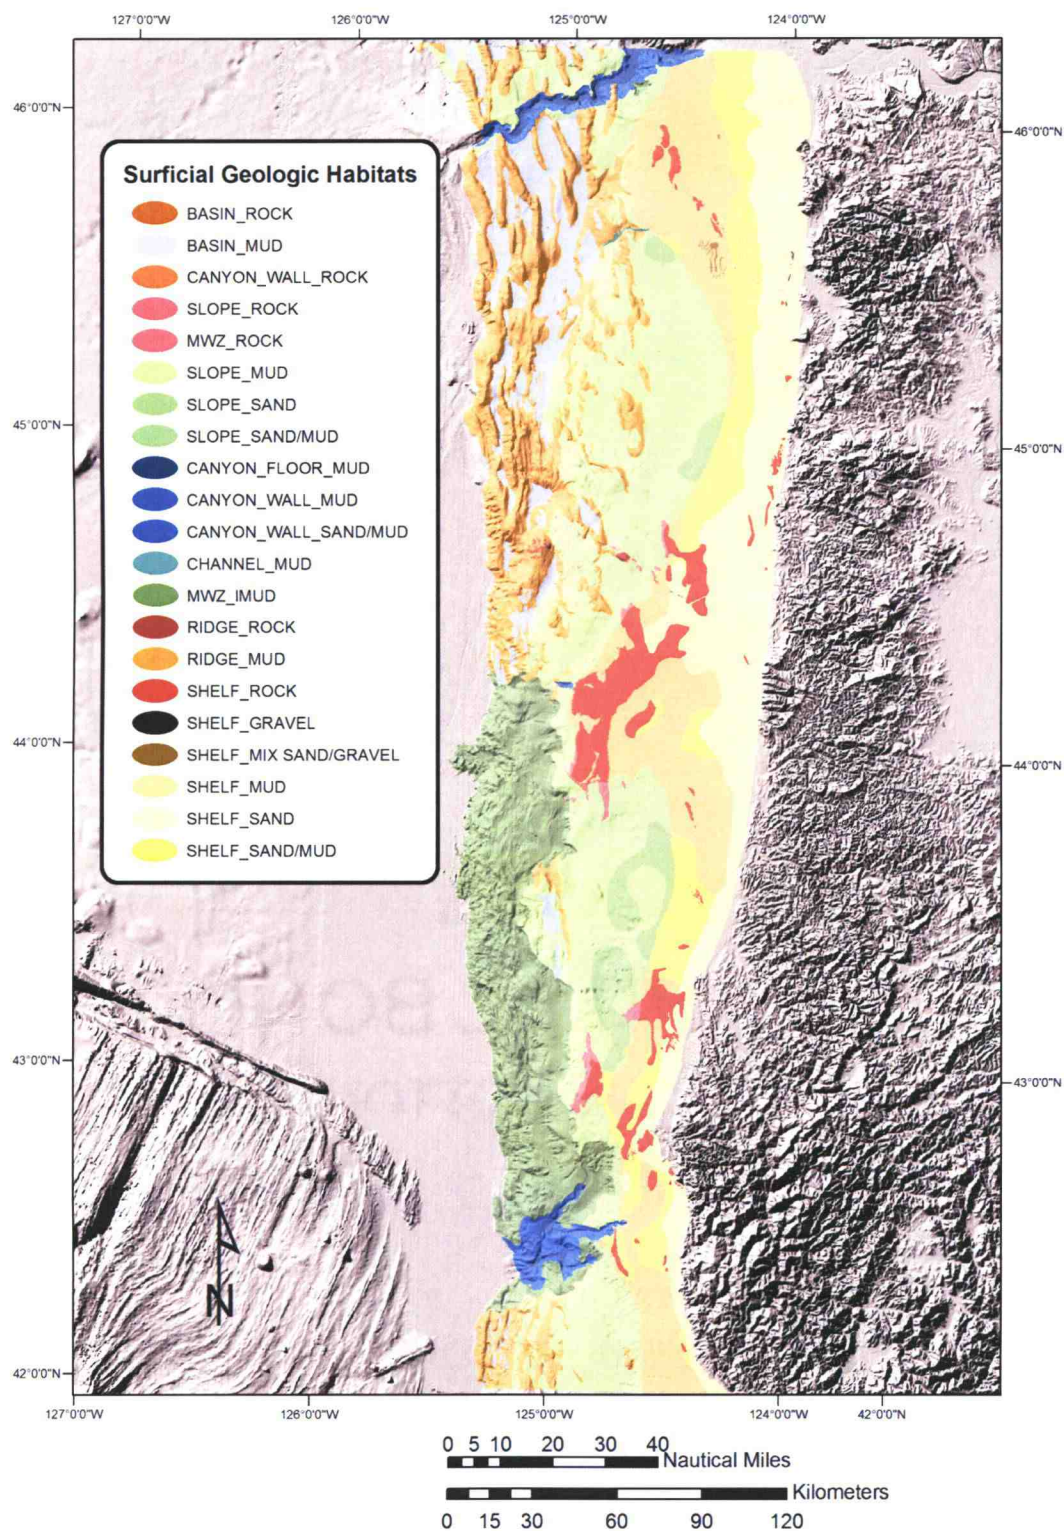 127°0'0"W 126°0'0"W 125°0'0"W 124°0'0"W
46°0'0"N
46°0'0"N
Surficial Geologic Habitats
BASIN_ROCK
BASIN_MUD
CANYON_WALL_ROCK
SLOPE_ROCK
MWZ_ROCK
SLOPE_MUD
SLOPE_SAND
SLOPE_SAND/MUD
CANYON_FLOOR_MUD
CANYON_WALL_MUD
CANYON_WALL_SAND/MUD
CHANNEL_MUD
MWZ_IMUD
RIDGE_ROCK
RIDGE_MUD
SHELF_ROCK
SHELF_GRAVEL
SHELF_MIX SAND/GRAVEL
SHELF_MUD
SHELF_SAND
SHELF_SAND/MUD
45°0'0"N
45°0'0"N
44°0'0"N
44°0'0"N
43°0'0"N
43°0'0"N
N
42°0'0"N
127°0'0"W 126°0'0"W 125°0'0"W 124°0'0"W 42°0'0"N
0 5 10 20 30 40
Nautical Miles
Kilometers
0 15 30 60 90 120